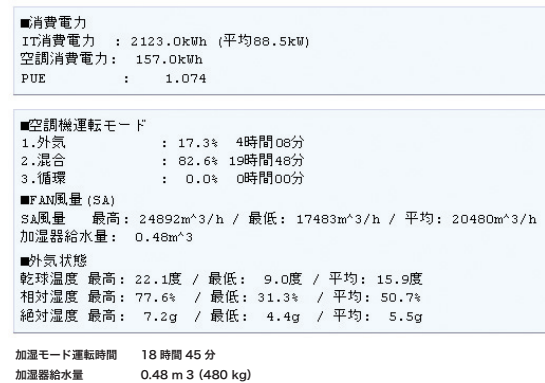 ■消費電力
IT消費電力 : 2123.0kWh (平均88.5kW)
空調消費電力: 157.0kWh
PUE : 1.074
■空調機運転モード
1.外気 : 17.3% 4時間08分
2.混合 : 82.6% 19時間48分
3.循環 : 0.0% 0時間00分
■FAN風量(SA)
SA風量 最高: 24892m^3/h / 最低: 17483m^3/h / 平均: 20480m^3/h
加湿器給水量: 0.48m^3
■外気状態
乾球温度 最高: 22.1度 / 最低: 9.0度 / 平均: 15.9度
相対湿度 最高: 77.6% / 最低: 31.3% / 平均: 50.7%
絶対湿度 最高: 7.2g / 最低: 4.4g / 平均: 5.5g
加湿モード運転時間 18 時間 45 分
加湿器給水量 0.48 m 3 (480 kg)